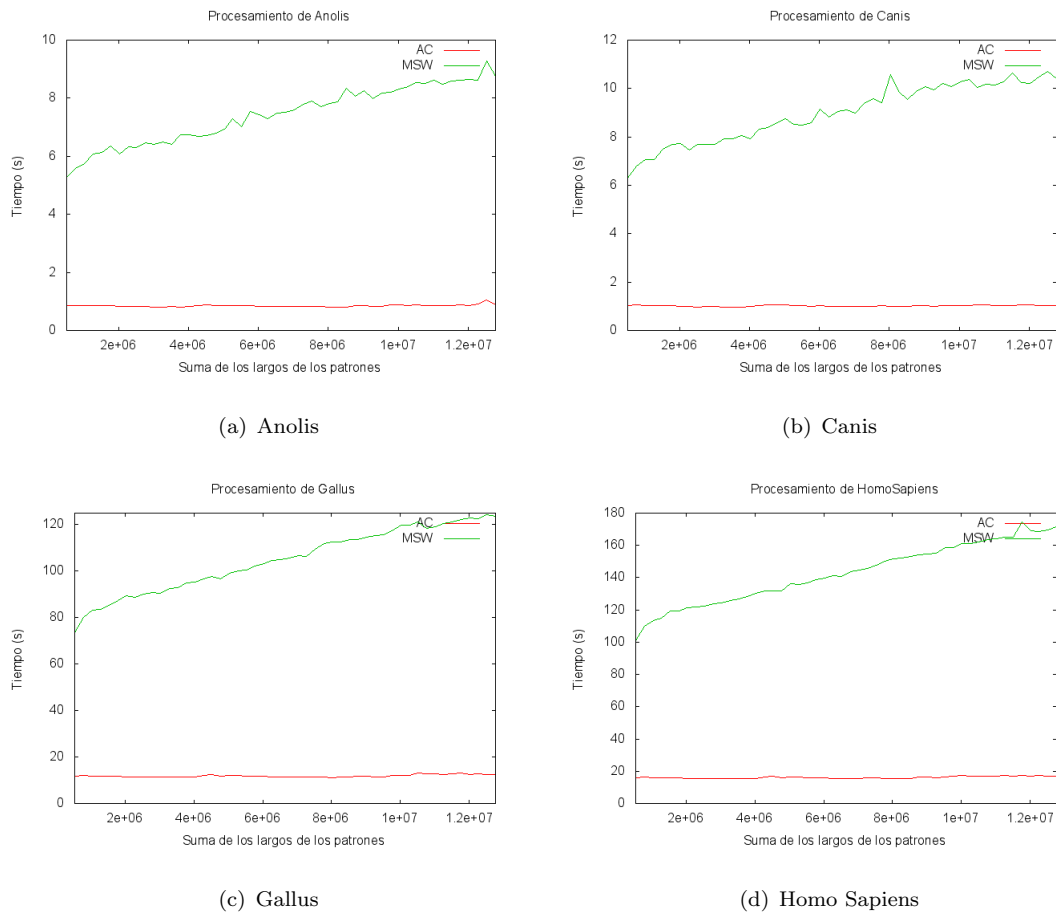 Procesamiento de Anolis
AC
MSW
10
8
6
4
2
0
Tiempo (s)
2e+06 4e+06 6e+06 8e+06 1e+07 1.2e+07
Suma de los largos de los patrones
(a) Anolis
Procesamiento de Canis
AC
MSW
12
10
8
6
4
2
0
Tiempo (s)
2e+06 4e+06 6e+06 8e+06 1e+07 1.2e+07
Suma de los largos de los patrones
(b) Canis
Procesamiento de Gallus
AC
MSW
120
100
80
60
40
20
0
Tiempo (s)
2e+06 4e+06 6e+06 8e+06 1e+07 1.2e+07
Suma de los largos de los patrones
(c) Gallus
Procesamiento de HomoSapiens
AC
MSW
180
160
140
120
100
80
60
40
20
0
Tiempo (s)
2e+06 4e+06 6e+06 8e+06 1e+07 1.2e+07
Suma de los largos de los patrones
(d) Homo Sapiens